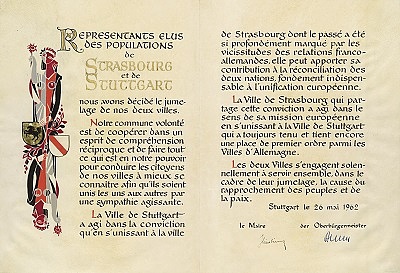 REPRESENTANTS ELUS
DES POPULATIONS
de
STRASBOURG
et de
STUTTGART
nous avons décidé le jume-
lage de nos deux villes.
Notre commune volonté
est de coopérer dans un
esprit de compréhension
réciproque et de faire tout
ce qui est en notre pouvoir
pour conduire les citoyens
de nos villes à mieux se
connaître afin qu'ils soient
unis les uns aux autres par
une sympathie agissante.
La Ville de Stuttgart
a agi dans la conviction
qu'en s'unissant à la ville
de Strasbourg dont le passé a été
si profondément marqué par les
vicissitudes des relations franco-
allemandes, elle peut apporter sa
contribution à la réconciliation des
deux nations, fondement indispen-
sable à l'unification européenne.
La Ville de Strasbourg qui par-
tage cette conviction a agi dans le
sens de sa mission européenne
en s'unissant à la Ville de Stuttgart
qui a toujours tenu et tient encore
une place de premier ordre parmi les
Villes d'Allemagne.
Les deux Villes s'engagent solen-
nellement à servir ensemble, dans le
cadre de leur jumelage, la cause du
rapprochement des peuples et de
la paix.
Stuttgart le 26 mai 1962
le Maire der Oberbürgermeister